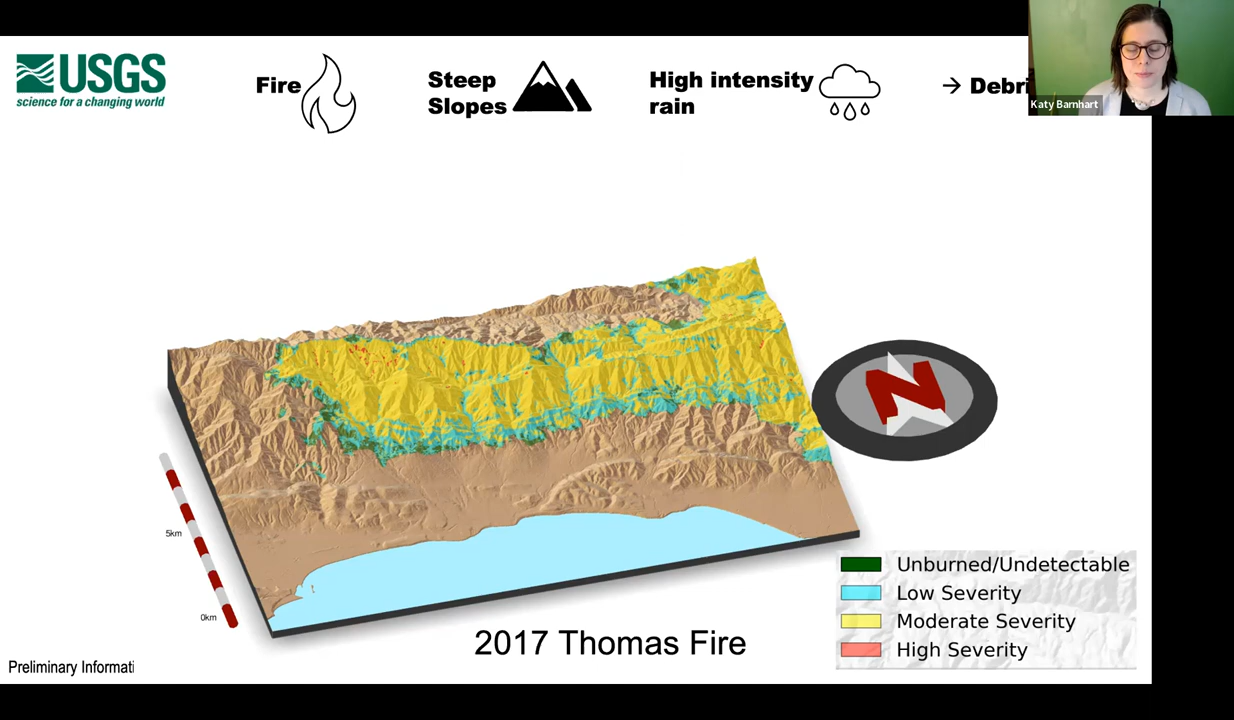 USGS
science for a changing world
Fire
Steep
Slopes
High intensity
rain
→ Debri
Katy Barnhart
N
5km
0km
Unburned/Undetectable
Low Severity
Moderate Severity
High Severity
2017 Thomas Fire
Preliminary Informati